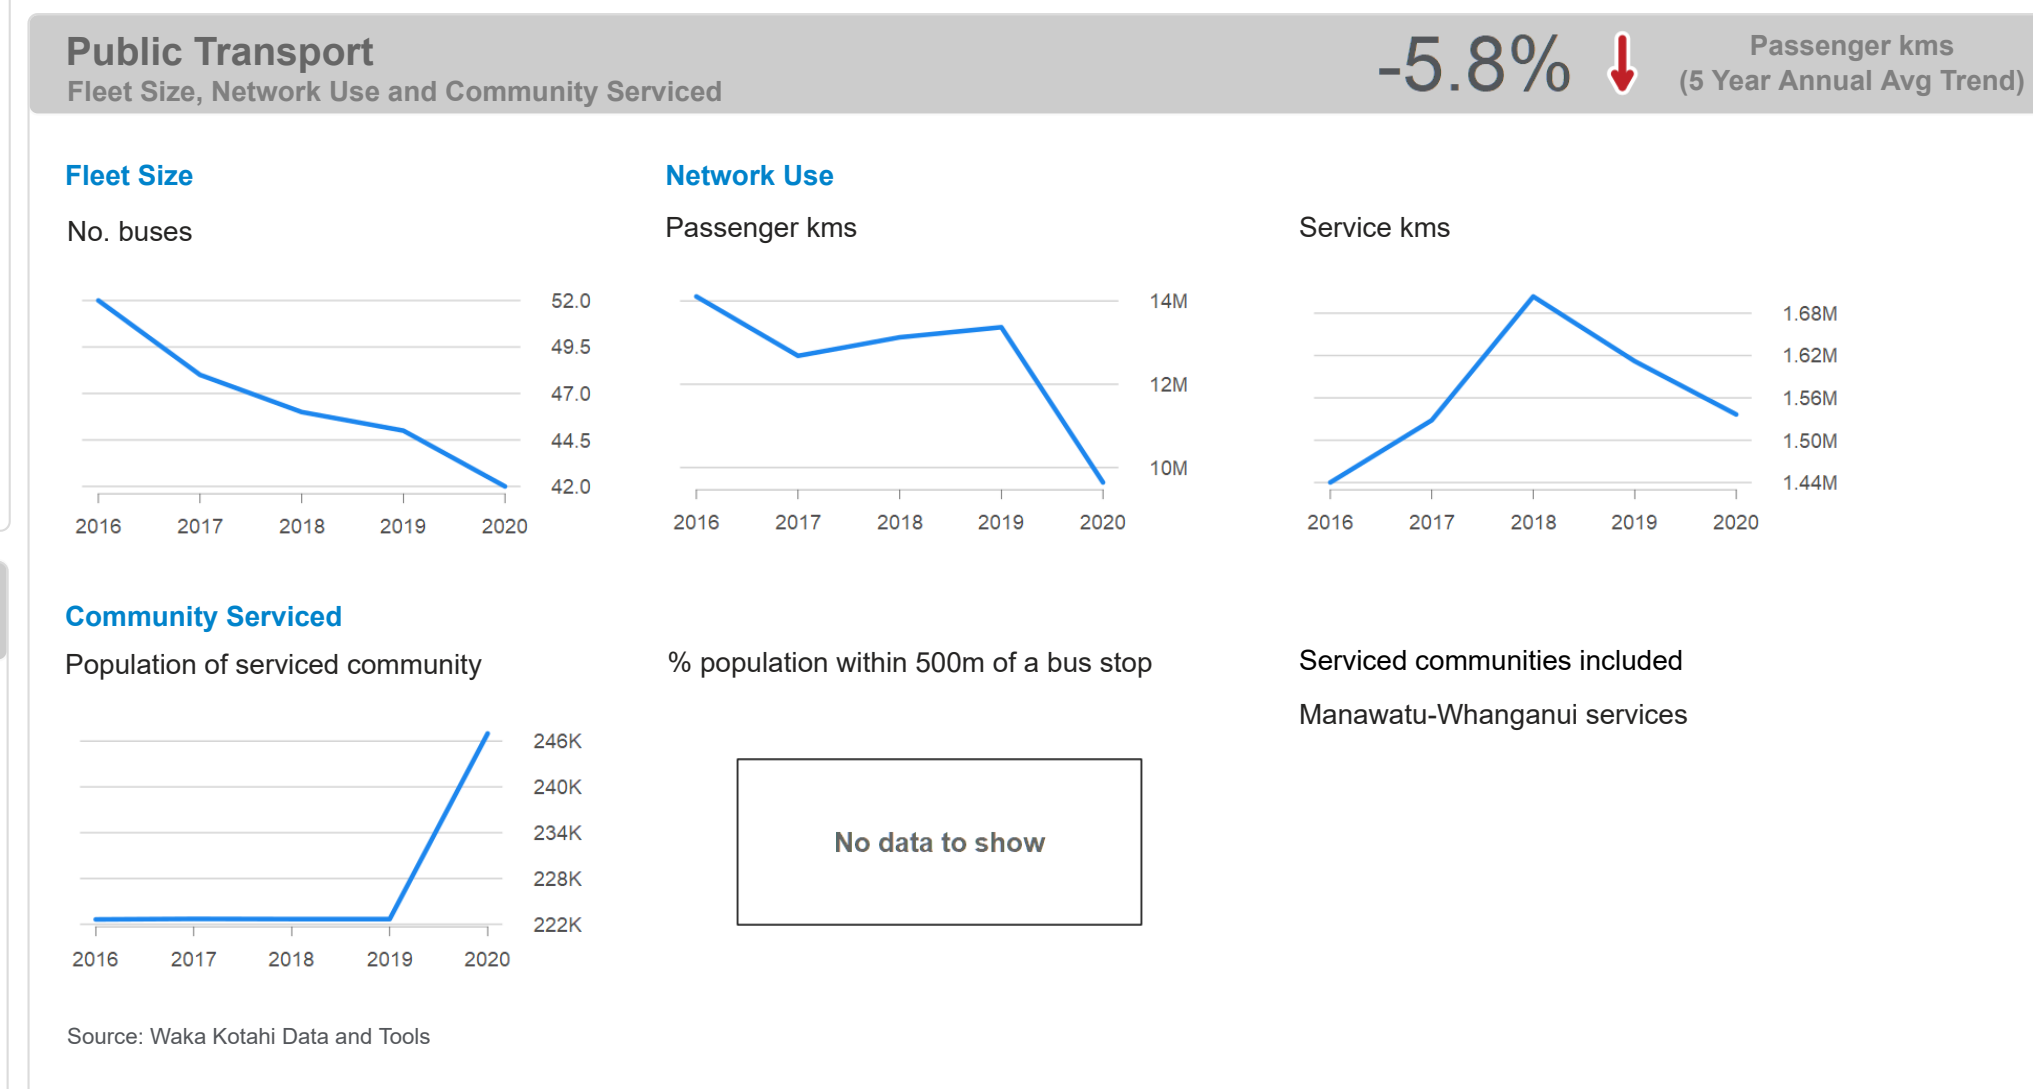 Public Transport
Fleet Size, Network Use and Community Serviced
-5.8%
Passenger kms
(5 Year Annual Avg Trend)
Fleet Size
No. buses
52.0
49.5
47.0
44.5
42.0
2016 2017 2018 2019 2020
Network Use
Passenger kms
14M
12M
10M
2016 2017 2018 2019 2020
Service kms
1.68M
1.62M
1.56M
1.50M
1.44M
2016 2017 2018 2019 2020
Community Serviced
Population of serviced community
246K
240K
234K
228K
222K
2016 2017 2018 2019 2020
% population within 500m of a bus stop
No data to show
Serviced communities included
Manawatu-Whanganui services
Source: Waka Kotahi Data and Tools